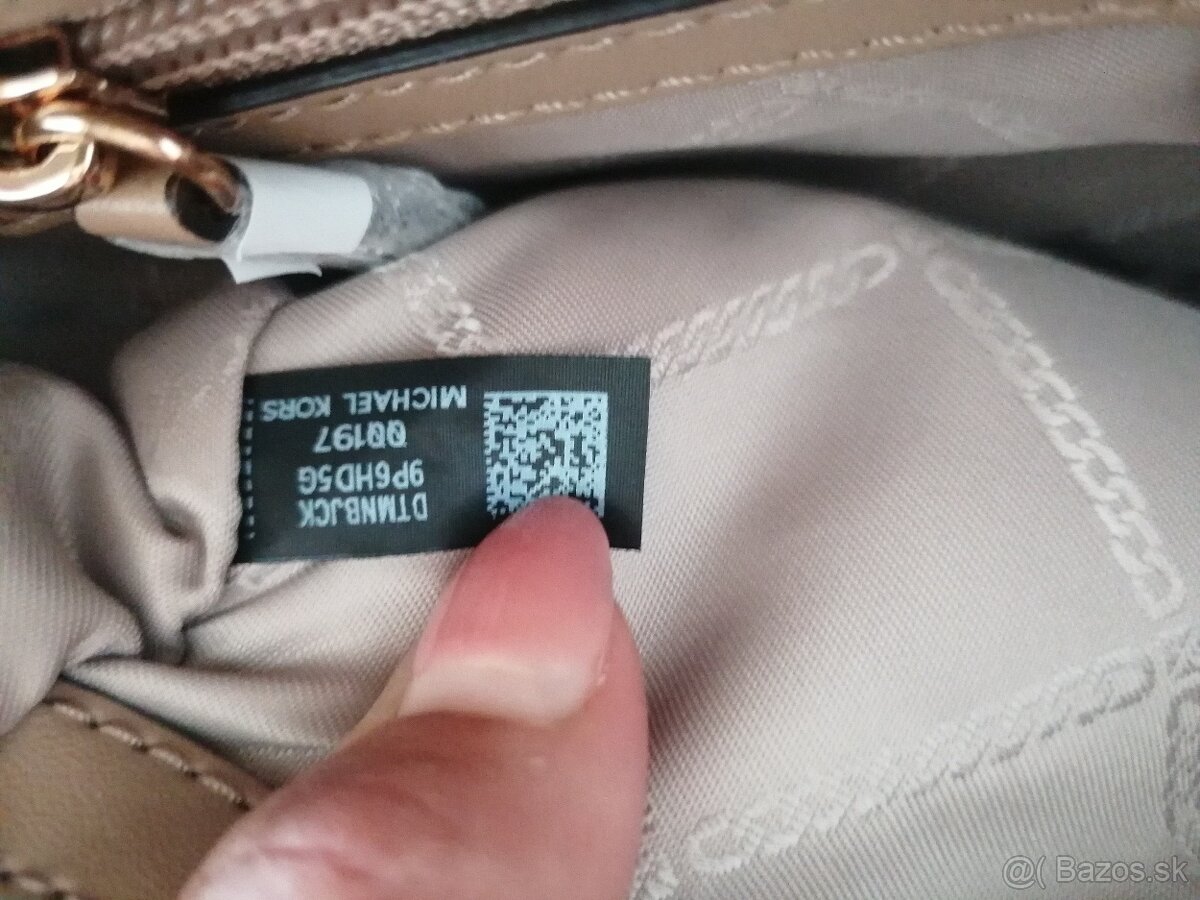 DTMNBJCK
9P6HD5G
00197
MICHAEL KORS
@( Bazos.sk